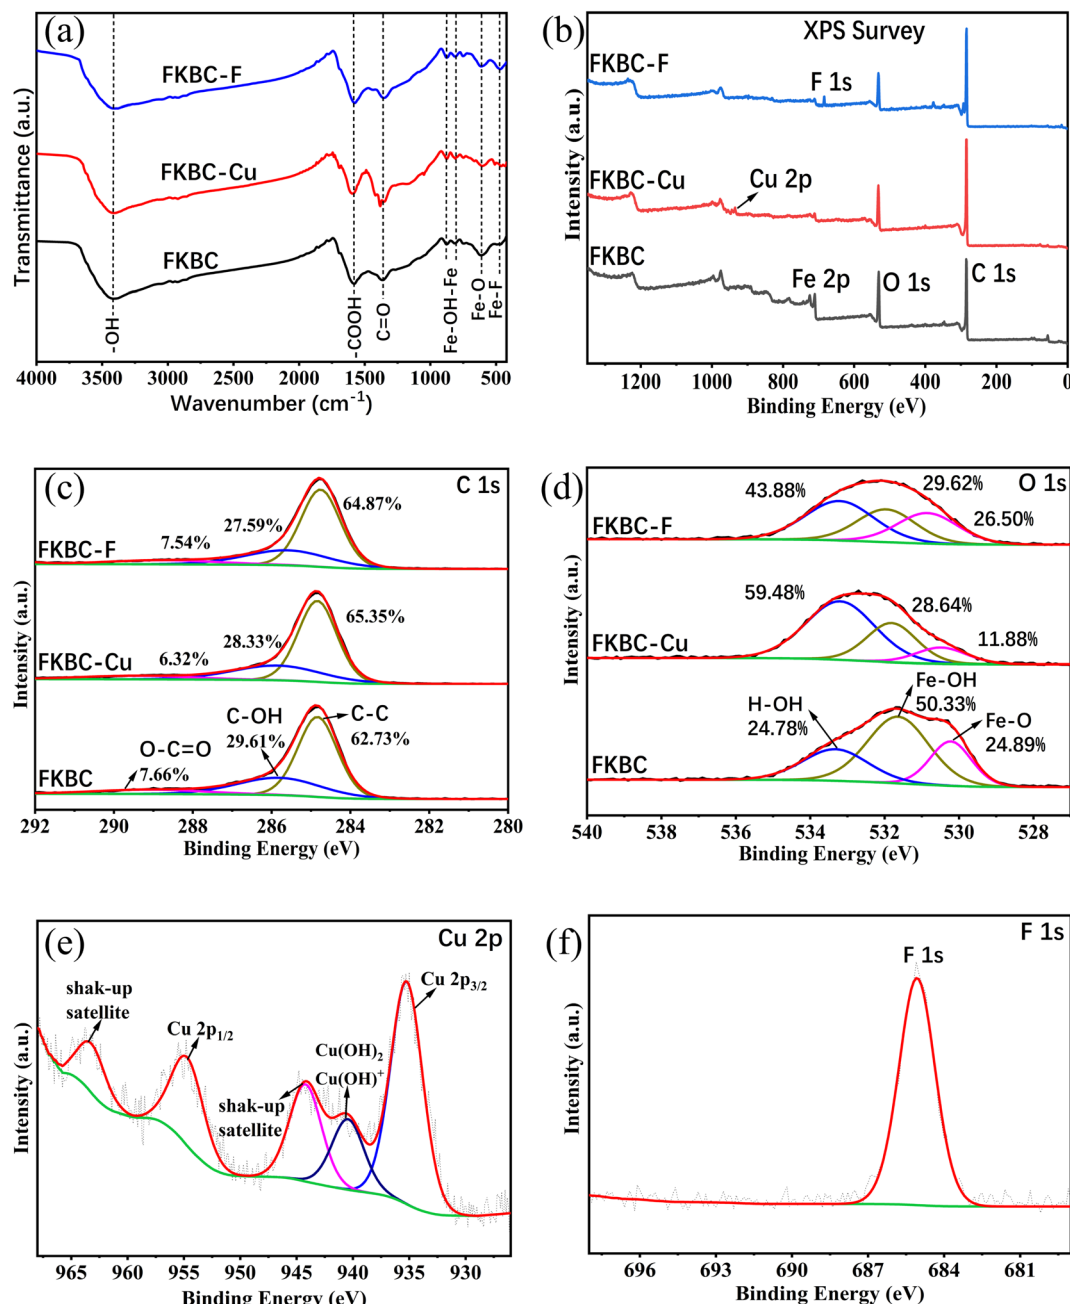 (a)
FKBC-F
FKBC-Cu
FKBC
-OH
-COOH
C=O
Fe-OH-Fe
Fe-O
Fe-F
Transmittance (a.u.)
4000 3500 3000 2500 2000 1500 1000 500
Wavenumber (cm⁻¹)
(b)
XPS Survey
FKBC-F
F 1s
FKBC-Cu
Cu 2p
FKBC
Fe 2p
O 1s
C 1s
Intensity (a.u.)
1200 1000 800 600 400 200 0
Binding Energy (eV)
(c)
C 1s
64.87%
27.59%
7.54%
FKBC-F
65.35%
28.33%
6.32%
FKBC-Cu
C-OH
29.61%
C-C
62.73%
O-C=O
7.66%
FKBC
Intensity (a.u.)
292 290 288 286 284 282 280
Binding Energy (eV)
(d)
O 1s
43.88%
29.62%
26.50%
FKBC-F
59.48%
28.64%
11.88%
FKBC-Cu
Fe-OH
50.33%
H-OH
24.78%
Fe-O
24.89%
FKBC
Intensity (a.u.)
540 538 536 534 532 530 528
Binding Energy (eV)
(e)
Cu 2p
shak-up
satellite
Cu 2p₁/₂
Cu 2p₃/₂
Cu(OH)₂
Cu(OH)⁺
shak-up
satellite
Intensity (a.u.)
965 960 955 950 945 940 935 930
Binding Energy (eV)
(f)
F 1s
F 1s
Intensity (a.u.)
696 693 690 687 684 681
Binding Energy (eV)